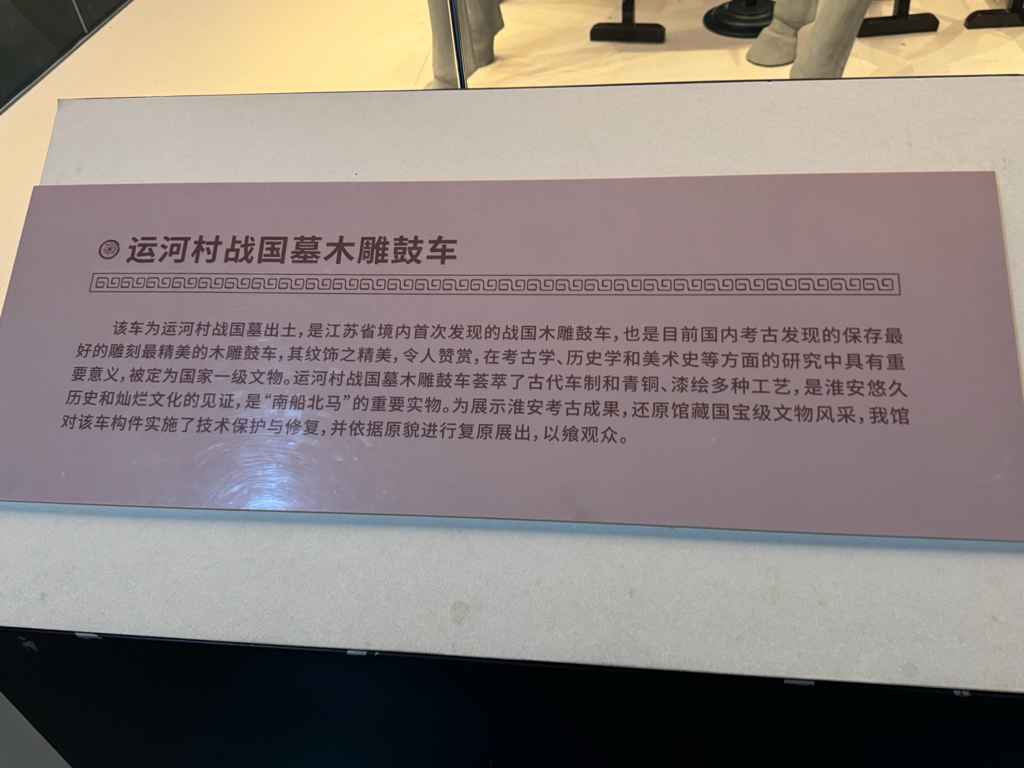 运河村战国墓木雕鼓车
该车为运河村战国墓出土，是江苏省境内首次发现的战国木雕鼓车，也是目前国内考古发现的保存最
好的雕刻最精美的木雕鼓车，其纹饰之精美，令人赞赏，在考古学、历史学和美术史等方面的研究中具有重
要意义，被定为国家一级文物。运河村战国墓木雕鼓车荟萃了古代车制和青铜、漆绘多种工艺，是淮安悠久
历史和灿烂文化的见证，是“南船北马”的重要实物。为展示淮安考古成果，还原馆藏国宝级文物风采，我馆
对该车构件实施了技术保护与修复，并依据原貌进行复原展出，以飨观众。